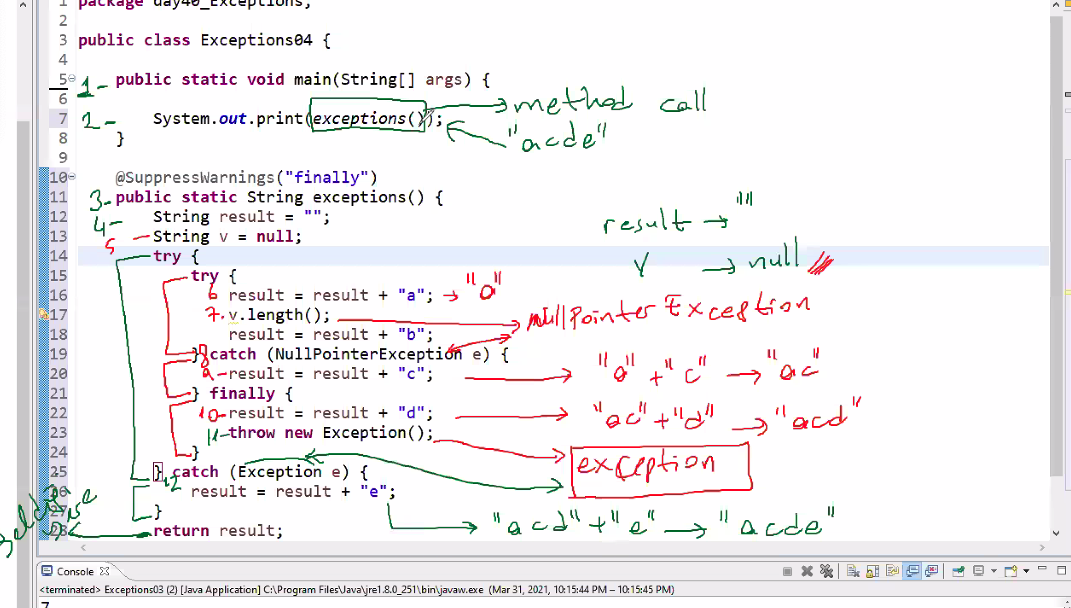 1 package day40_Exceptions;
2
3 public class Exceptions04 {
4
1- 5 public static void main(String[] args) {
6
2- 7 System.out.print(exceptions()); → method call
8 } "acde"
9
10 @SuppressWarnings("finally")
3- 11 public static String exceptions() {
4- 12 String result = ""; result → ""
5- 13 String v = null;
14 try { v → null
15 try {
6 16 result = result + "a"; → "a"
7. 17 v.length(); nullPointer Exception
18 result = result + "b";
8 19 } catch (NullPointerException e) {
9- 20 result = result + "c"; → "a" + "c" → "ac"
21 } finally {
10- 22 result = result + "d"; → "ac" + "d" → "acd"
11- 23 throw new Exception();
24 } exception
12 25 } catch (Exception e) {
26 result = result + "e";
27 } → "acd" + "e" → "acde"
28 return result;
Console
<terminated> Exceptions03 (2) [Java Application] C:\Program Files\Java\jre1.8.0_251\bin\javaw.exe (Mar 31, 2021, 10:15:44 PM – 10:15:45 PM)